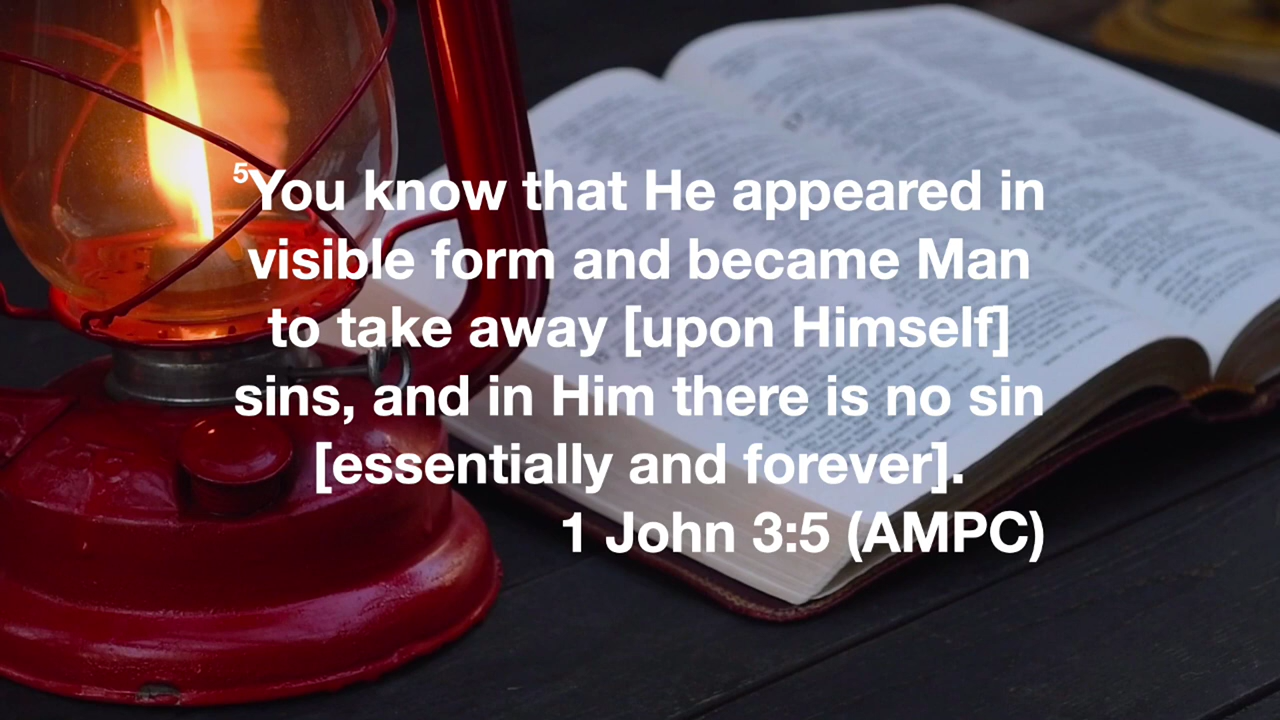 5You know that He appeared in
visible form and became Man
to take away [upon Himself]
sins, and in Him there is no sin
[essentially and forever].
1 John 3:5 (AMPC)